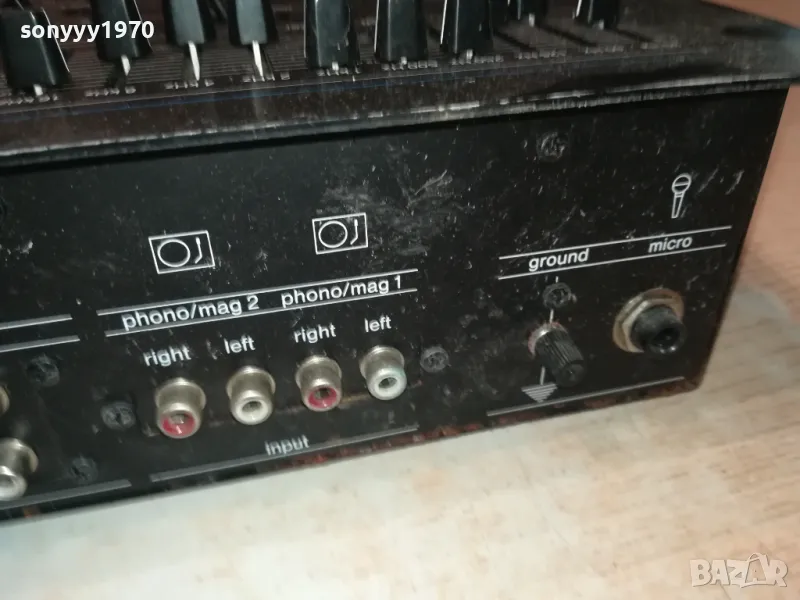 sonyyy1970
ground micro
phono/mag 2 phono/mag 1
right left right left
input
BAZAR